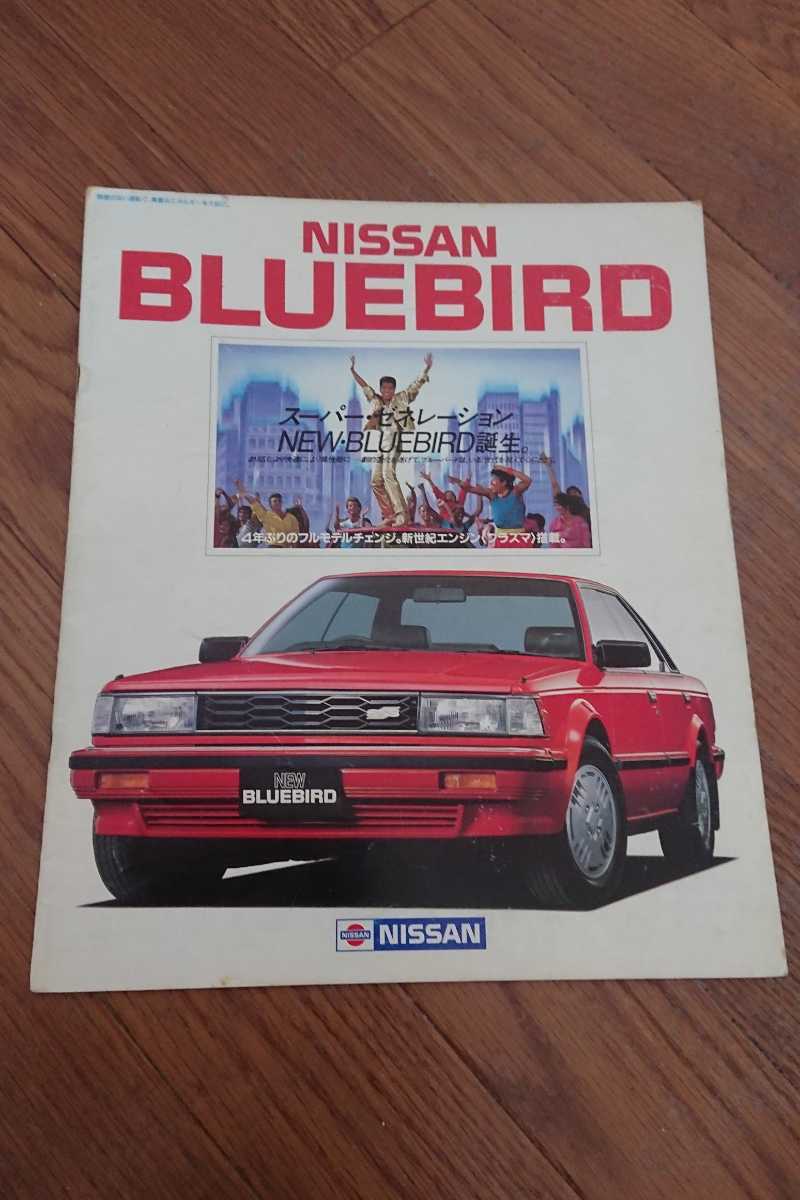 NISSAN
BLUEBIRD
スーパー・ゼネレーション
NEW・BLUEBIRD誕生。
4年ぶりのフルモデルチェンジ。新世紀エンジン〈プラズマ〉搭載。
NEW
BLUEBIRD
NISSAN NISSAN